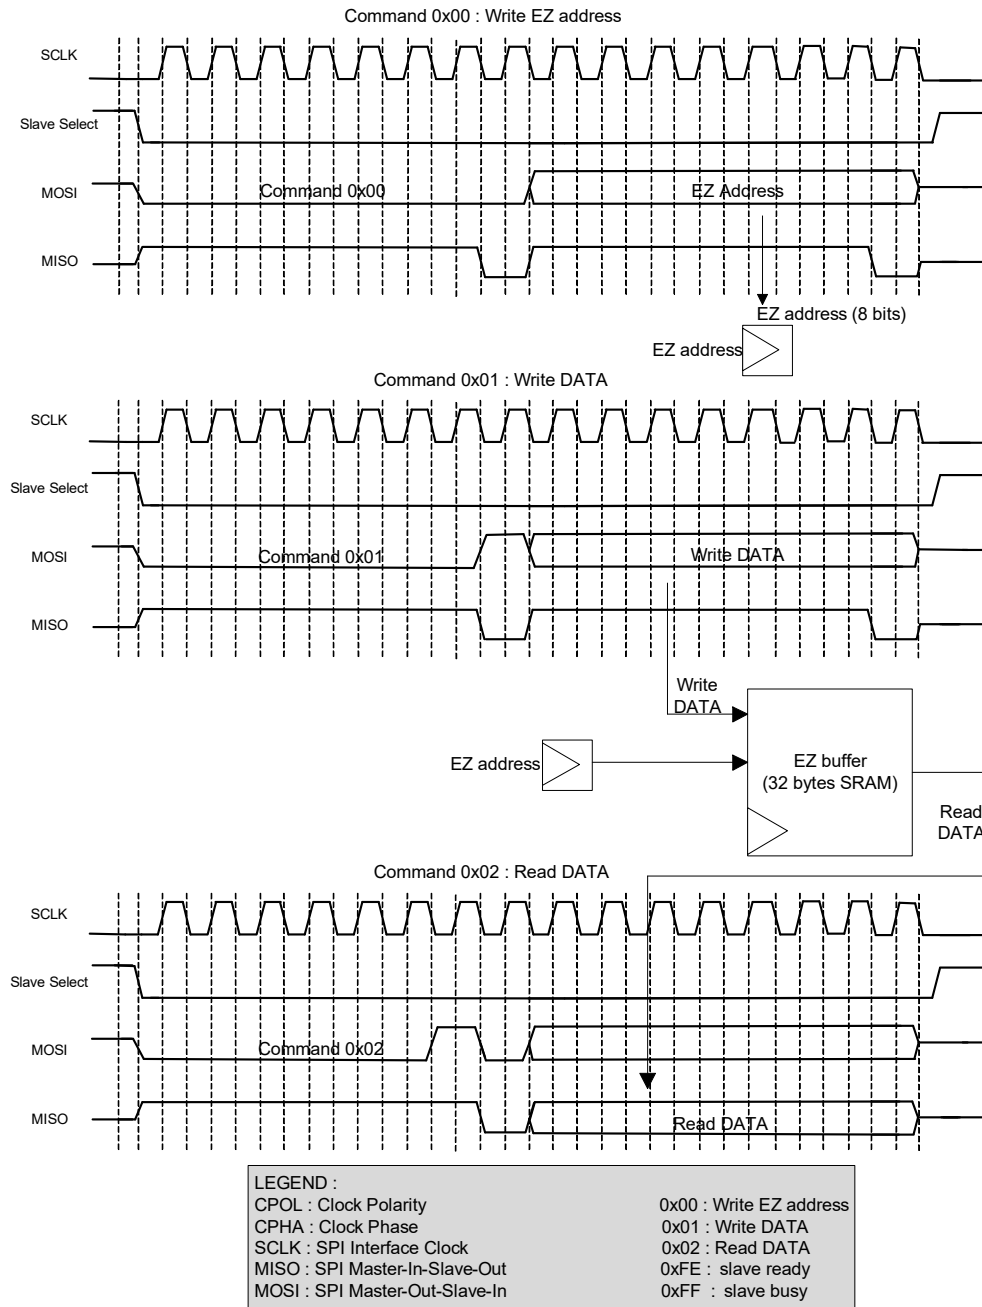 Command 0x00 : Write EZ address
SCLK
Slave Select
MOSI
Command 0x00
EZ Address
MISO
EZ address (8 bits)
EZ address
Command 0x01 : Write DATA
SCLK
Slave Select
MOSI
Command 0x01
Write DATA
MISO
Write
DATA
EZ address
EZ buffer
(32 bytes SRAM)
Read
DATA
Command 0x02 : Read DATA
SCLK
Slave Select
MOSI
Command 0x02
MISO
Read DATA
LEGEND :
CPOL : Clock Polarity
0x00 : Write EZ address
CPHA : Clock Phase
0x01 : Write DATA
SCLK : SPI Interface Clock
0x02 : Read DATA
MISO : SPI Master-In-Slave-Out
0xFE : slave ready
MOSI : SPI Master-Out-Slave-In
0xFF : slave busy